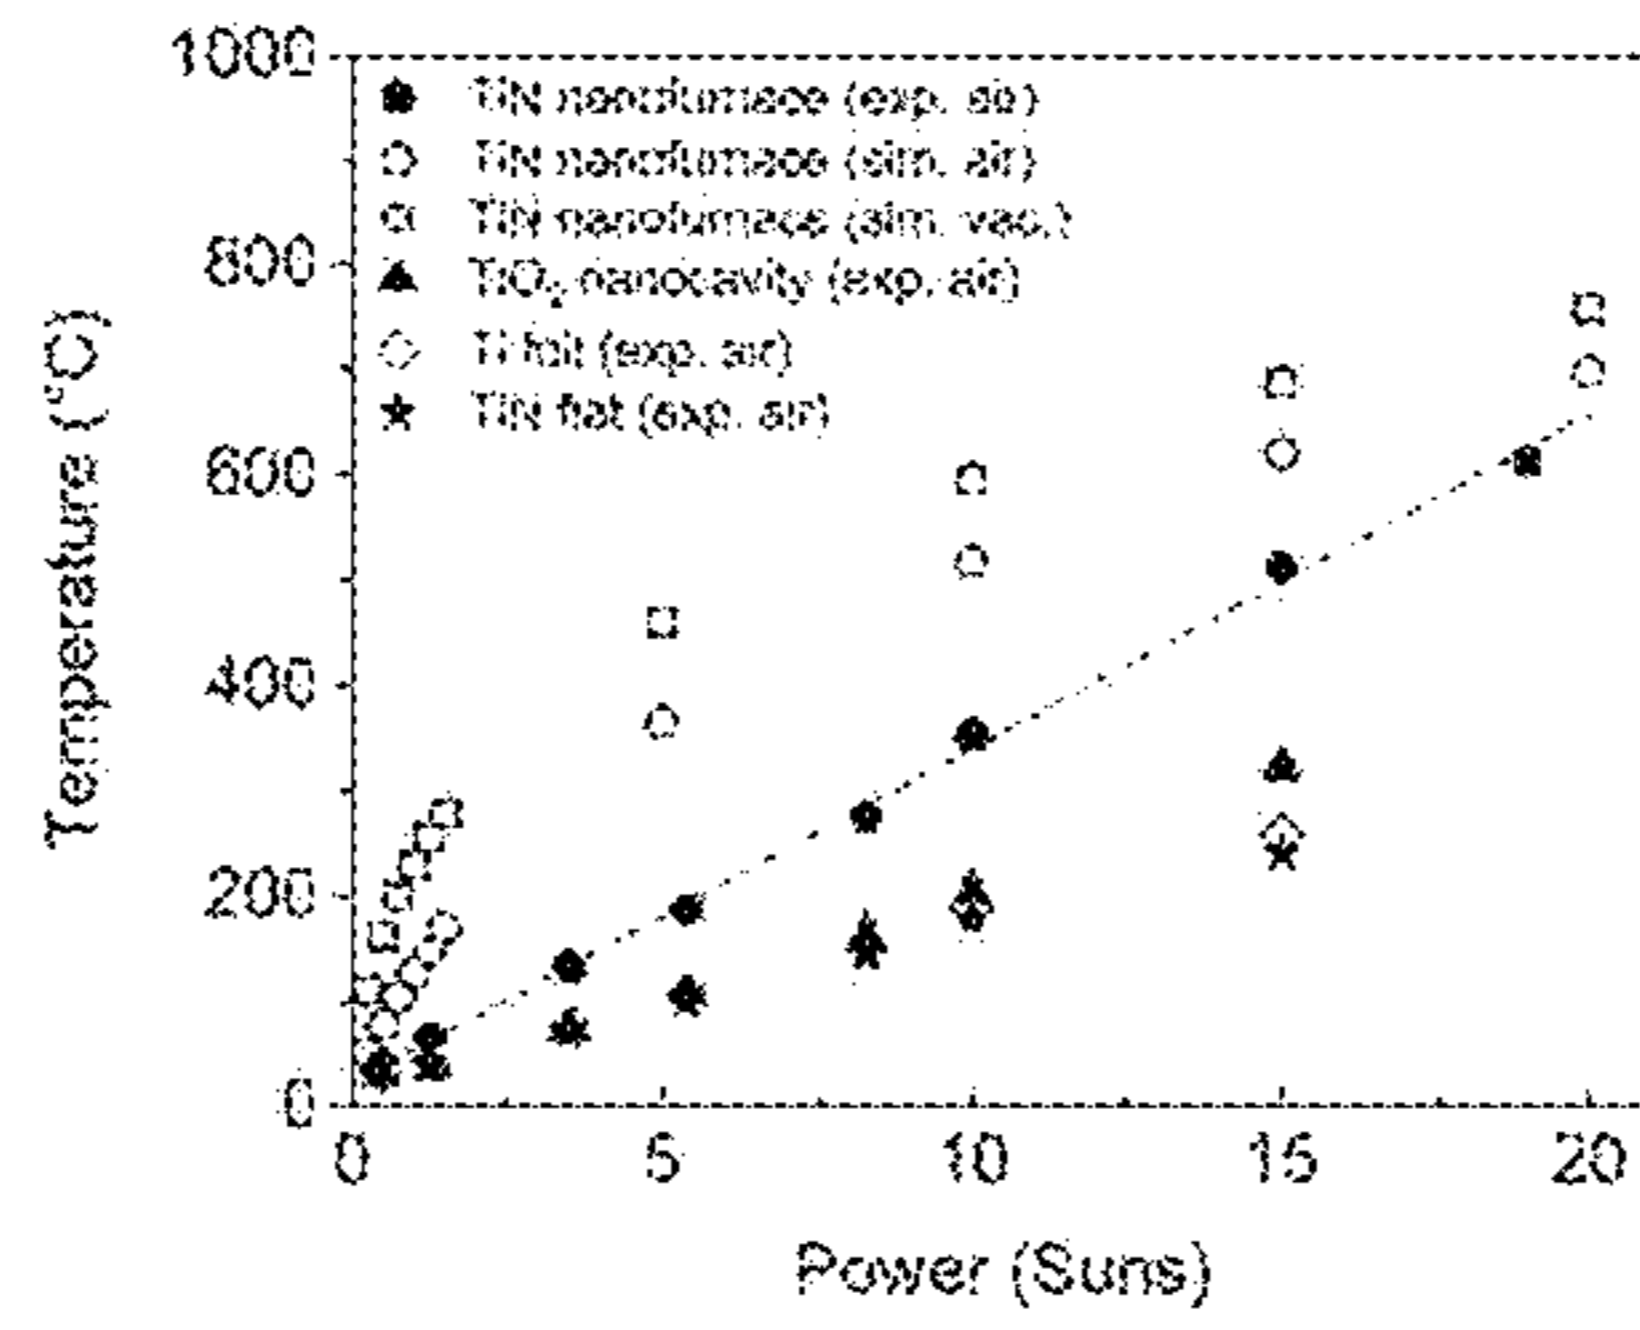 1000
800
600
400
200
0
Temperature (°C)
TiN nanofurnace (exp. air)
TiN nanofurnace (sim. air)
TiN nanofurnace (sim. vac.)
TiO₂ nanocavity (exp. air)
Ti foil (exp. air)
TiN flat (exp. air)
0 5 10 15 20
Power (Suns)